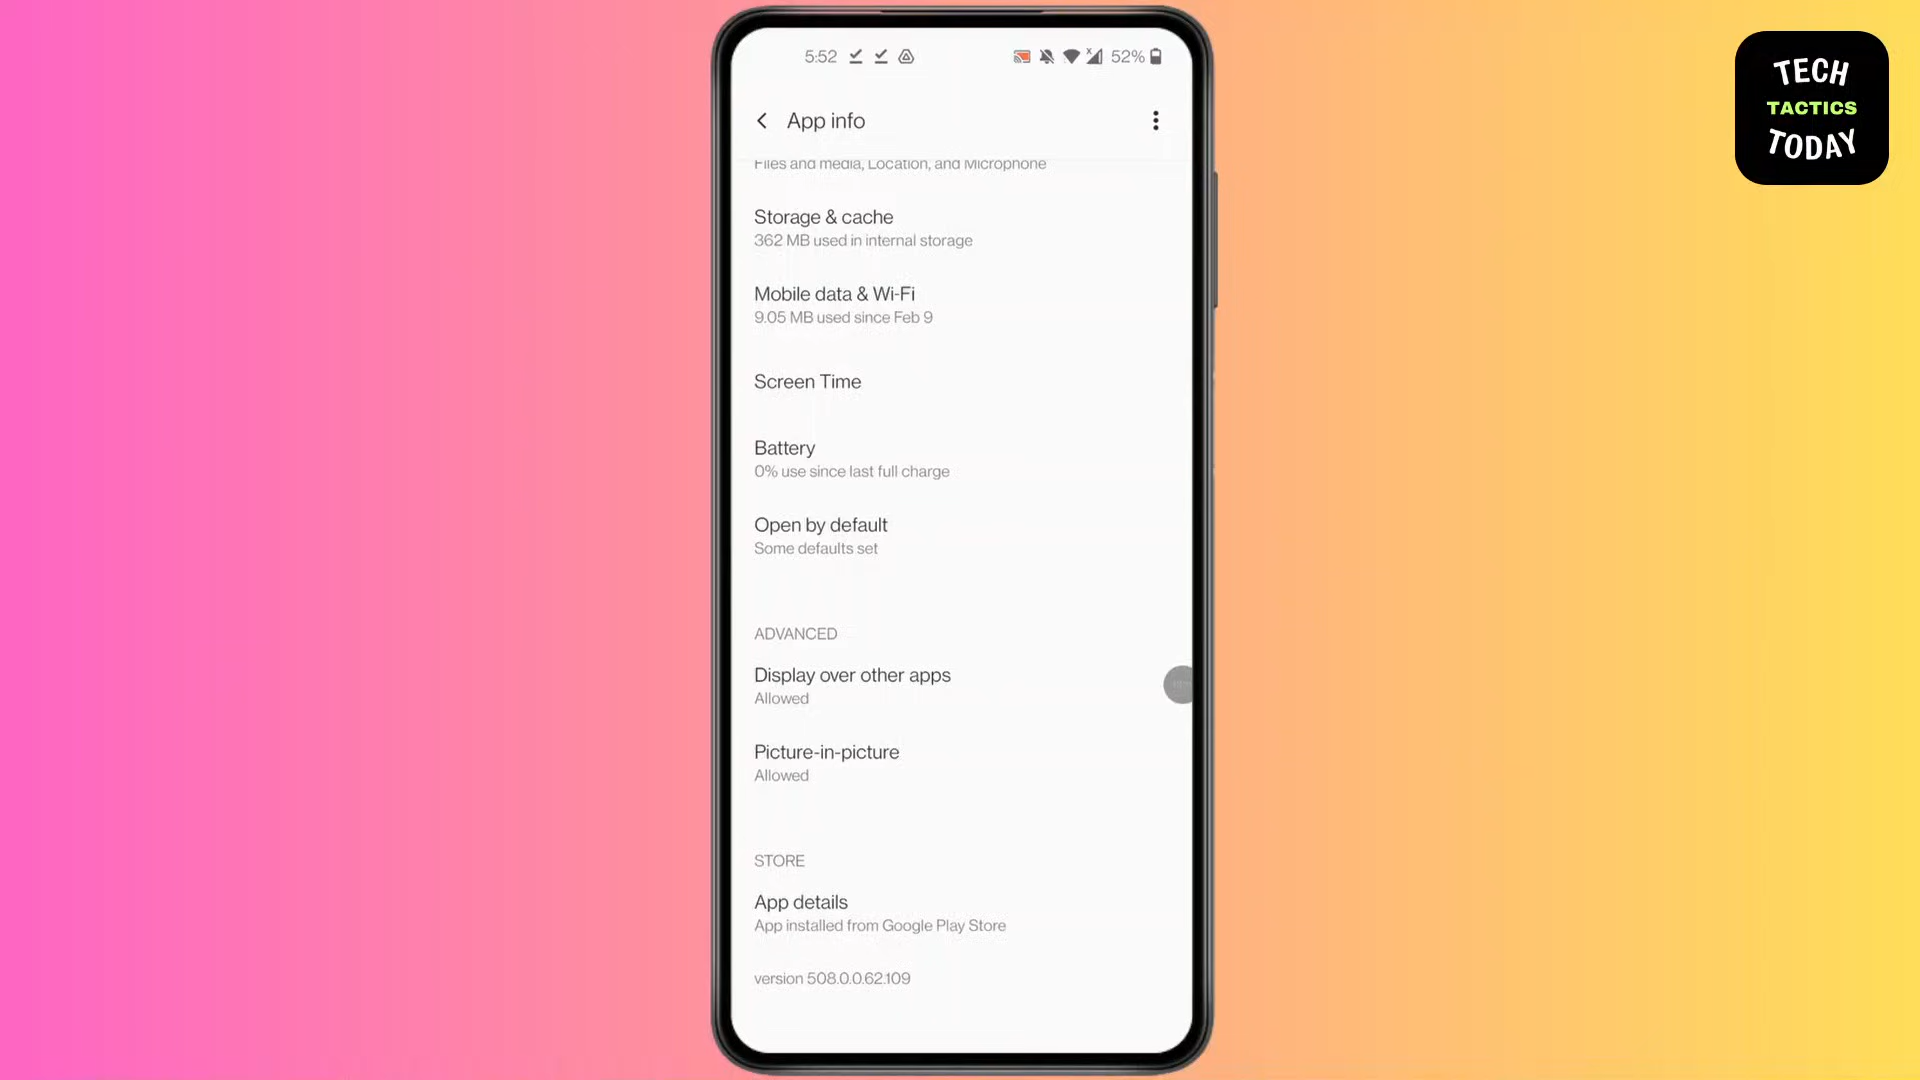 5:52
52%
TECH
TACTICS
TODAY
App info
Files and media, Location, and Microphone
Storage & cache
362 MB used in internal storage
Mobile data & Wi-Fi
9.05 MB used since Feb 9
Screen Time
Battery
0% use since last full charge
Open by default
Some defaults set
ADVANCED
Display over other apps
Allowed
Picture-in-picture
Allowed
STORE
App details
App installed from Google Play Store
version 508.0.0.62.109